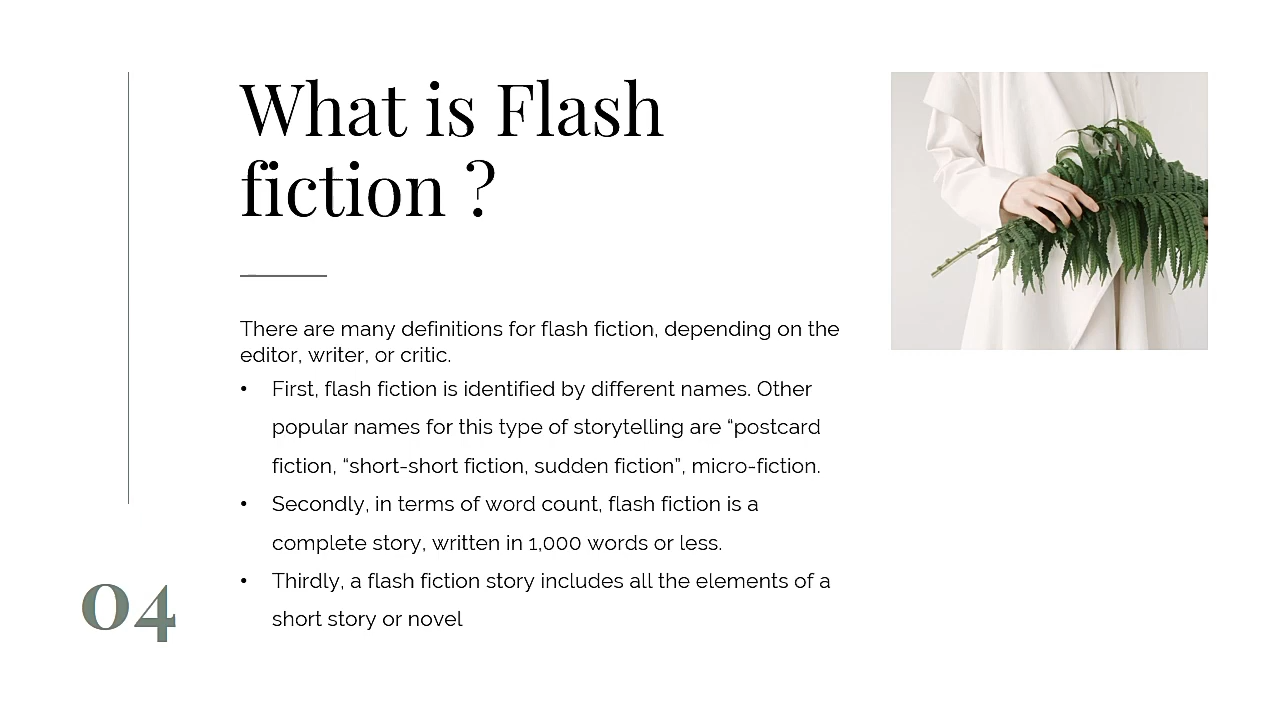 What is Flash
fiction ?
There are many definitions for flash fiction, depending on the
editor, writer, or critic.
• First, flash fiction is identified by different names. Other
popular names for this type of storytelling are “postcard
fiction, “short-short fiction, sudden fiction”, micro-fiction.
• Secondly, in terms of word count, flash fiction is a
complete story, written in 1,000 words or less.
• Thirdly, a flash fiction story includes all the elements of a
short story or novel
04